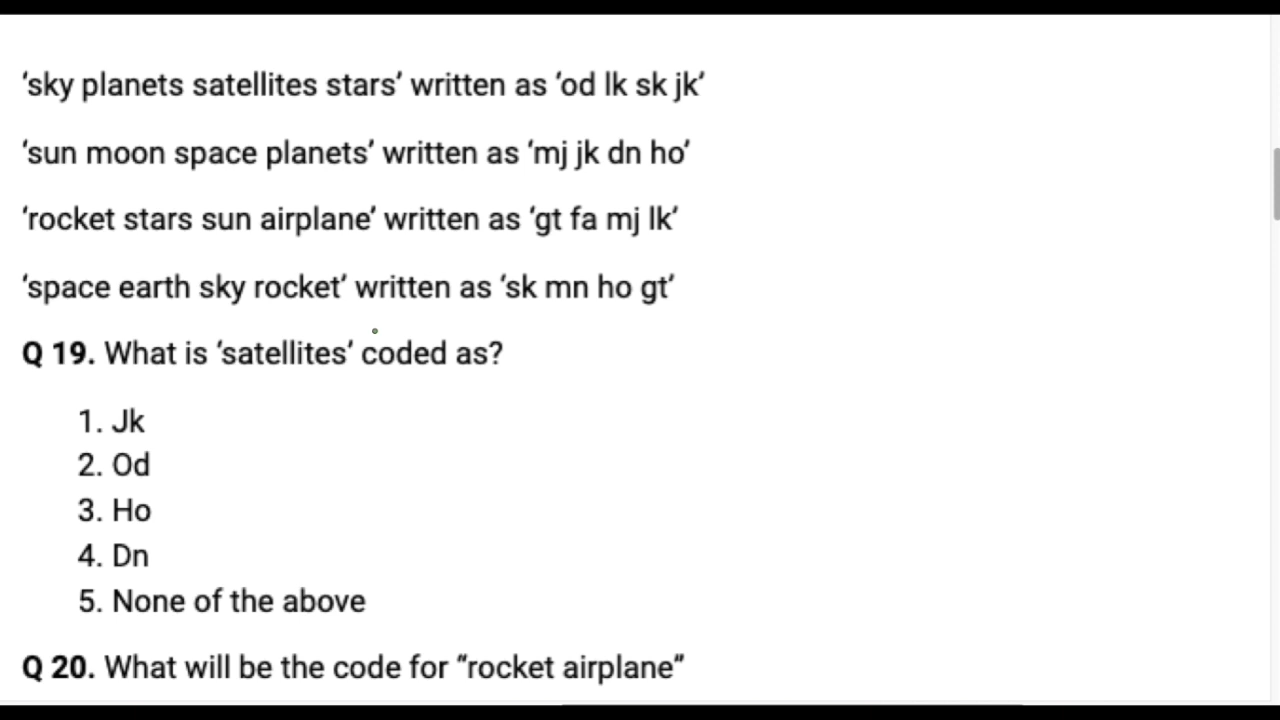 ‘sky planets satellites stars’ written as ‘od lk sk jk’
‘sun moon space planets’ written as ‘mj jk dn ho’
‘rocket stars sun airplane’ written as ‘gt fa mj lk’
‘space earth sky rocket’ written as ‘sk mn ho gt’
Q 19. What is ‘satellites’ coded as?
1. Jk
2. Od
3. Ho
4. Dn
5. None of the above
Q 20. What will be the code for “rocket airplane”